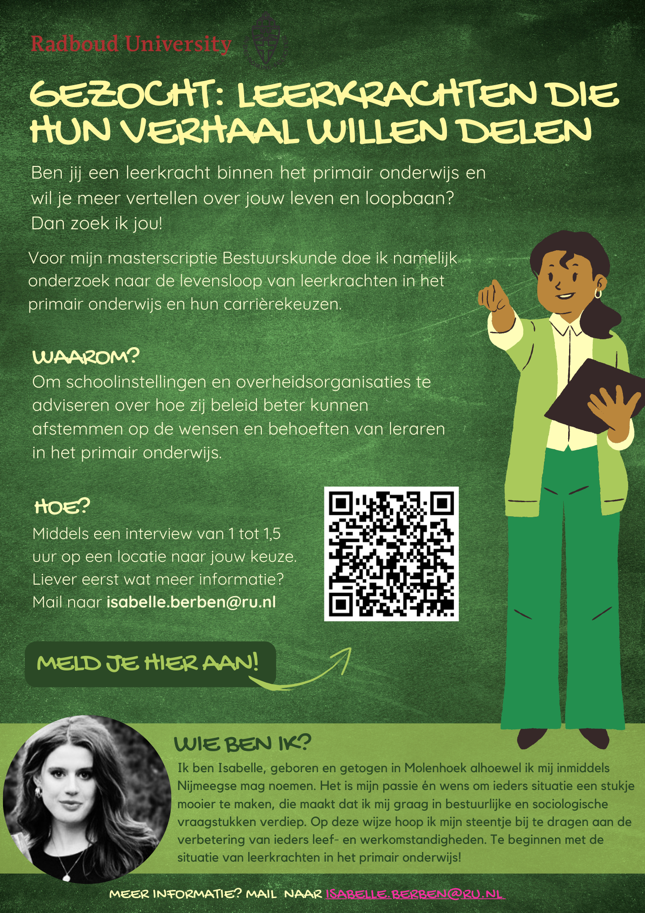 Radboud University
GEZOCHT: LEERKRACHTEN DIE
HUN VERHAAL WILLEN DELEN
Ben jij een leerkracht binnen het primair onderwijs en
wil je meer vertellen over jouw leven en loopbaan?
Dan zoek ik jou!
Voor mijn masterscriptie Bestuurskunde doe ik namelijk
onderzoek naar de levensloop van leerkrachten in het
primair onderwijs en hun carrièrekeuzen.
WAAROM?
Om schoolinstellingen en overheidsorganisaties te
adviseren over hoe zij beleid beter kunnen
afstemmen op de wensen en behoeften van leraren
in het primair onderwijs.
HOE?
Middels een interview van 1 tot 1,5
uur op een locatie naar jouw keuze.
Liever eerst wat meer informatie?
Mail naar isabelle.berben@ru.nl
MELD JE HIER AAN!
WIE BEN IK?
Ik ben Isabelle, geboren en getogen in Molenhoek alhoewel ik mij inmiddels
Nijmeegse mag noemen. Het is mijn passie én wens om ieders situatie een stukje
mooier te maken, die maakt dat ik mij graag in bestuurlijke en sociologische
vraagstukken verdiep. Op deze wijze hoop ik mijn steentje bij te dragen aan de
verbetering van ieders leef- en werkomstandigheden. Te beginnen met de
situatie van leerkrachten in het primair onderwijs!
MEER INFORMATIE? MAIL NAAR ISABELLE.BERBEN@RU.NL